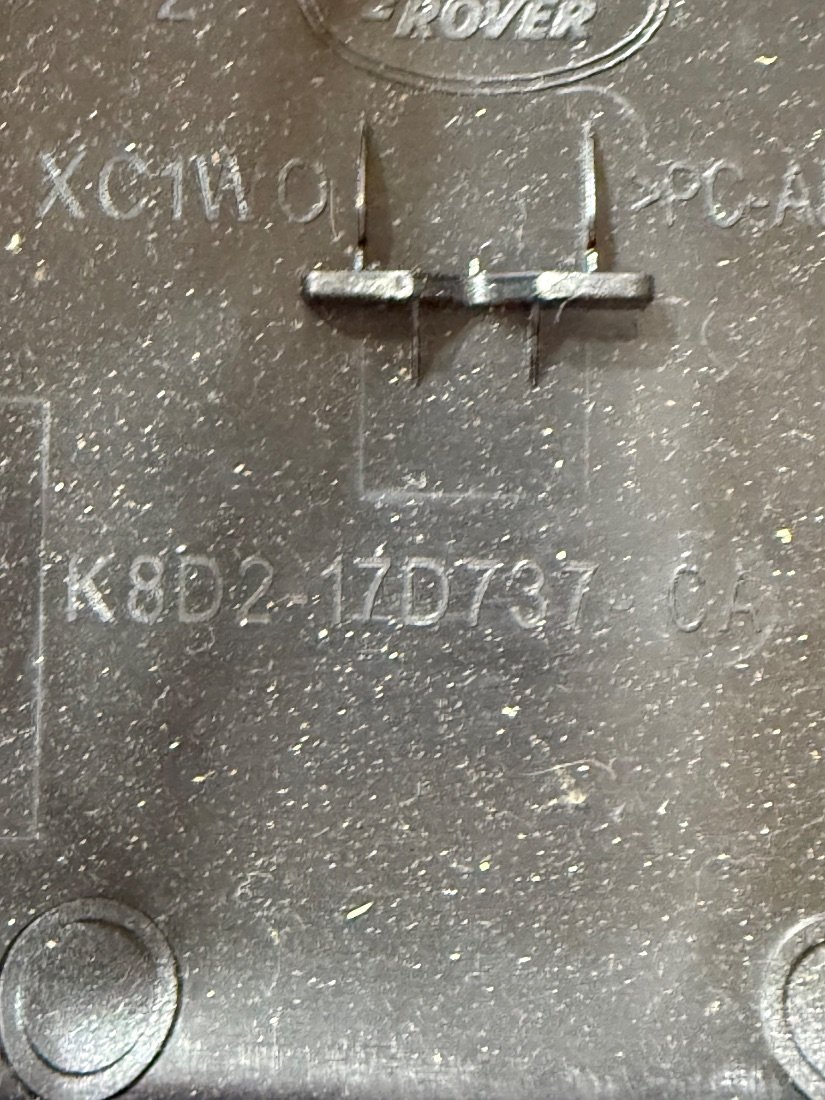 ROVER
XC1W >PC-A
K8D2-17D737-CA